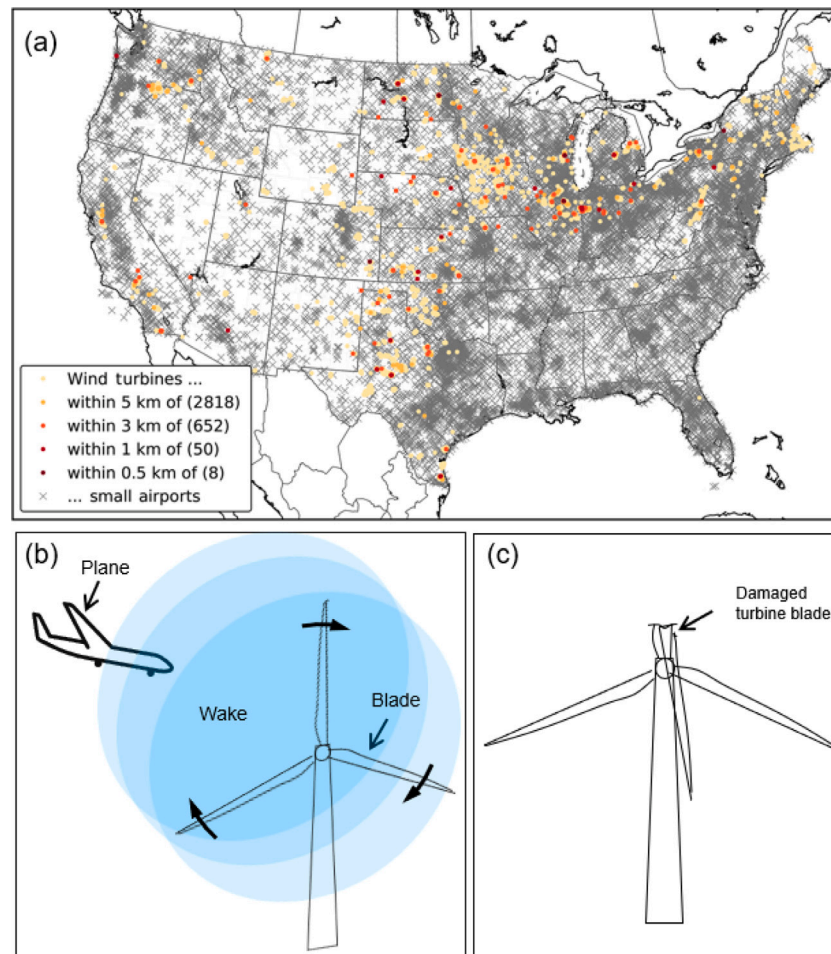 (a)
Wind turbines ...
within 5 km of (2818)
within 3 km of (652)
within 1 km of (50)
within 0.5 km of (8)
... small airports
(b)
Plane
Wake
Blade
(c)
Damaged
turbine blade